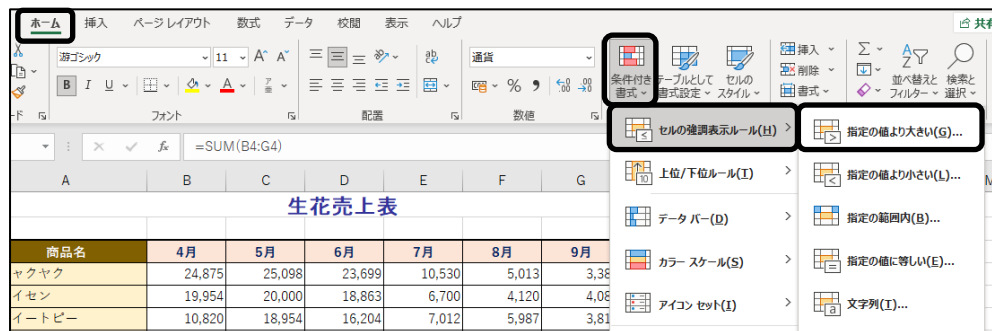 ホーム 挿入 ページ レイアウト 数式 データ 校閲 表示 ヘルプ 共有
游ゴシック 11 A A 通貨
B I U A
% 9 .00
条件付き書式 テーブルとして書式設定 セルのスタイル
挿入
削除
書式
並べ替えとフィルター 検索と選択
フォント 配置 数値
セルの強調表示ルール(H) 指定の値より大きい(G)...
fx =SUM(B4:G4)
上位/下位ルール(T) 指定の値より小さい(L)...
A B C D E F G
生花売上表
データ バー(D) 指定の範囲内(B)...
商品名 4月 5月 6月 7月 8月 9月
カラー スケール(S) 指定の値に等しい(E)...
ャクヤク 24,875 25,098 23,699 10,530 5,013 3,38
イセン 19,954 20,000 18,863 6,700 4,120 4,08
アイコン セット(I) 文字列(T)...
イートピー 10,820 18,954 16,204 7,012 5,987 3,81